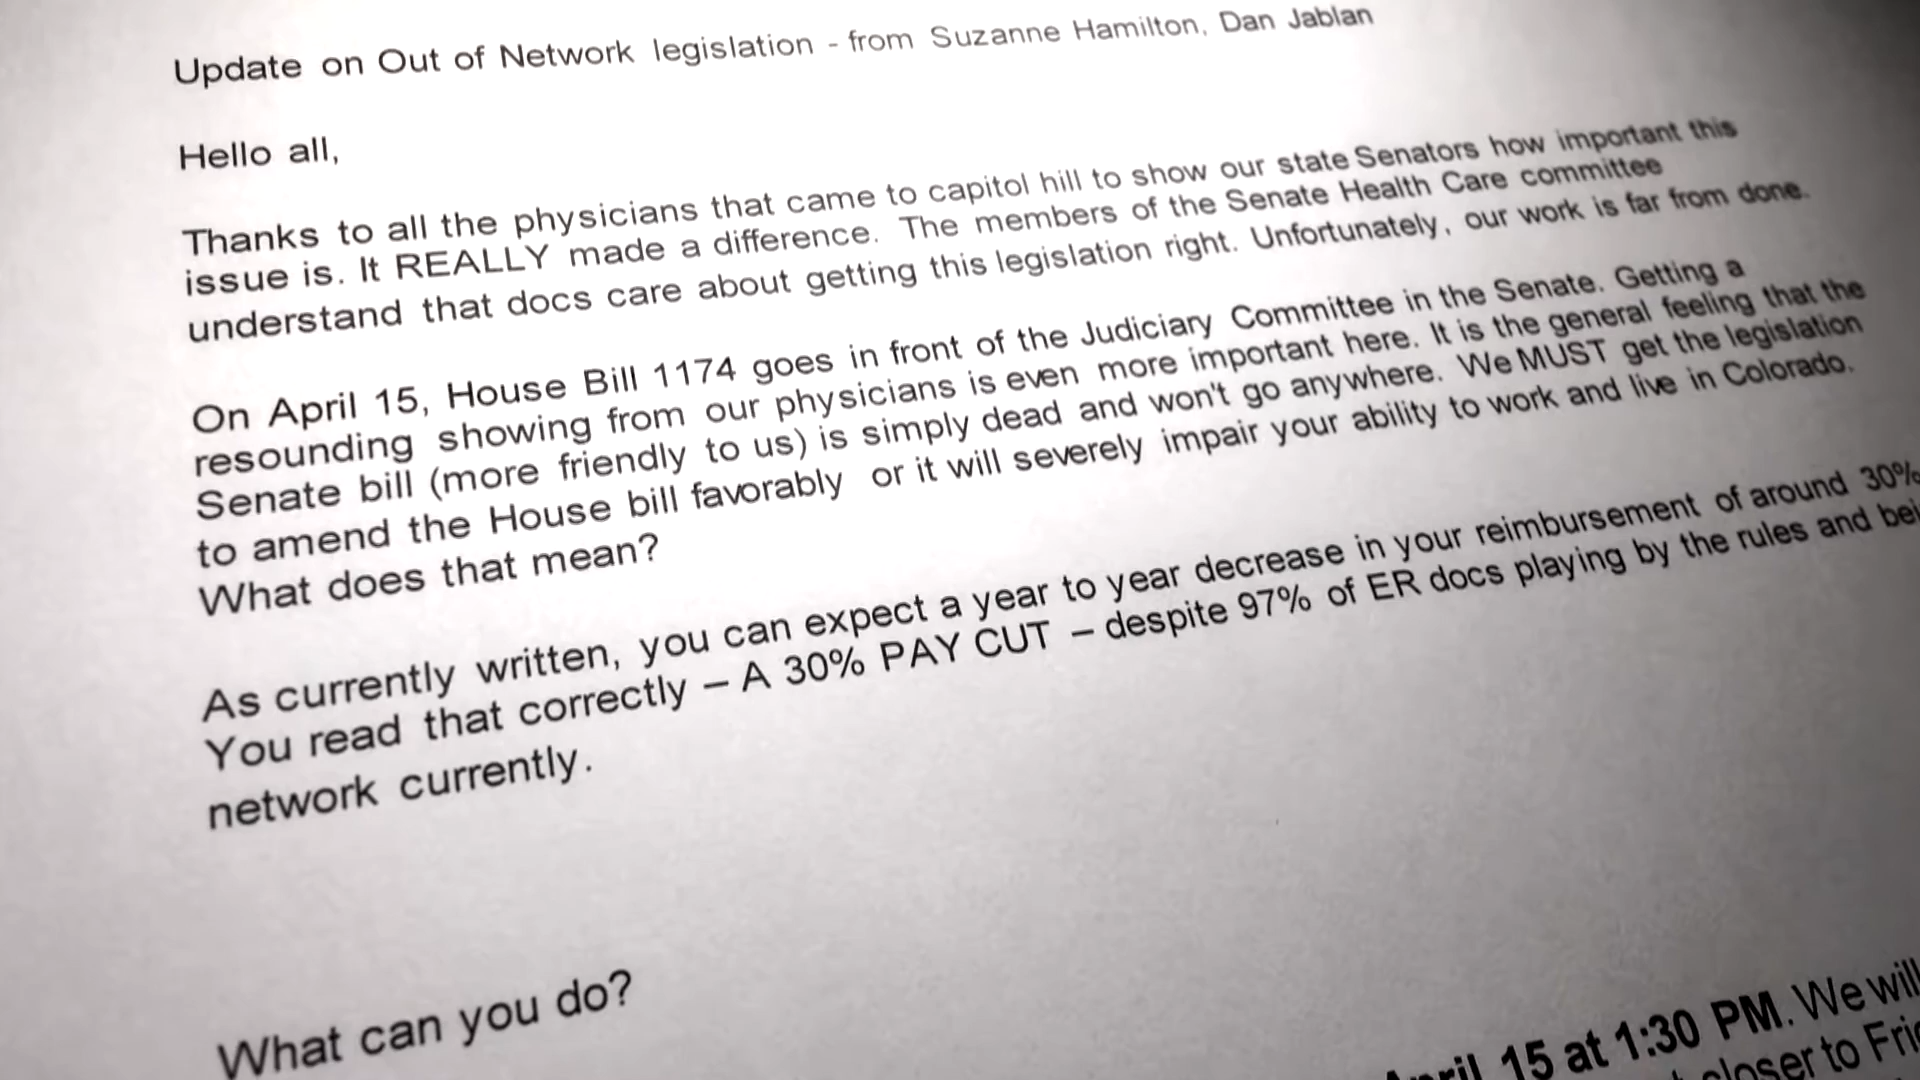 Update on Out of Network legislation - from Suzanne Hamilton, Dan Jablan
Hello all,
Thanks to all the physicians that came to capitol hill to show our state Senators how important this
issue is. It REALLY made a difference. The members of the Senate Health Care committee
understand that docs care about getting this legislation right. Unfortunately, our work is far from done.
On April 15, House Bill 1174 goes in front of the Judiciary Committee in the Senate. Getting a
resounding showing from our physicians is even more important here. It is the general feeling that the
Senate bill (more friendly to us) is simply dead and won't go anywhere. We MUST get the legislation
to amend the House bill favorably or it will severely impair your ability to work and live in Colorado.
What does that mean?
As currently written, you can expect a year to year decrease in your reimbursement of around 30%
You read that correctly – A 30% PAY CUT – despite 97% of ER docs playing by the rules and bei
network currently.
What can you do?
April 15 at 1:30 PM. We will
closer to Fri